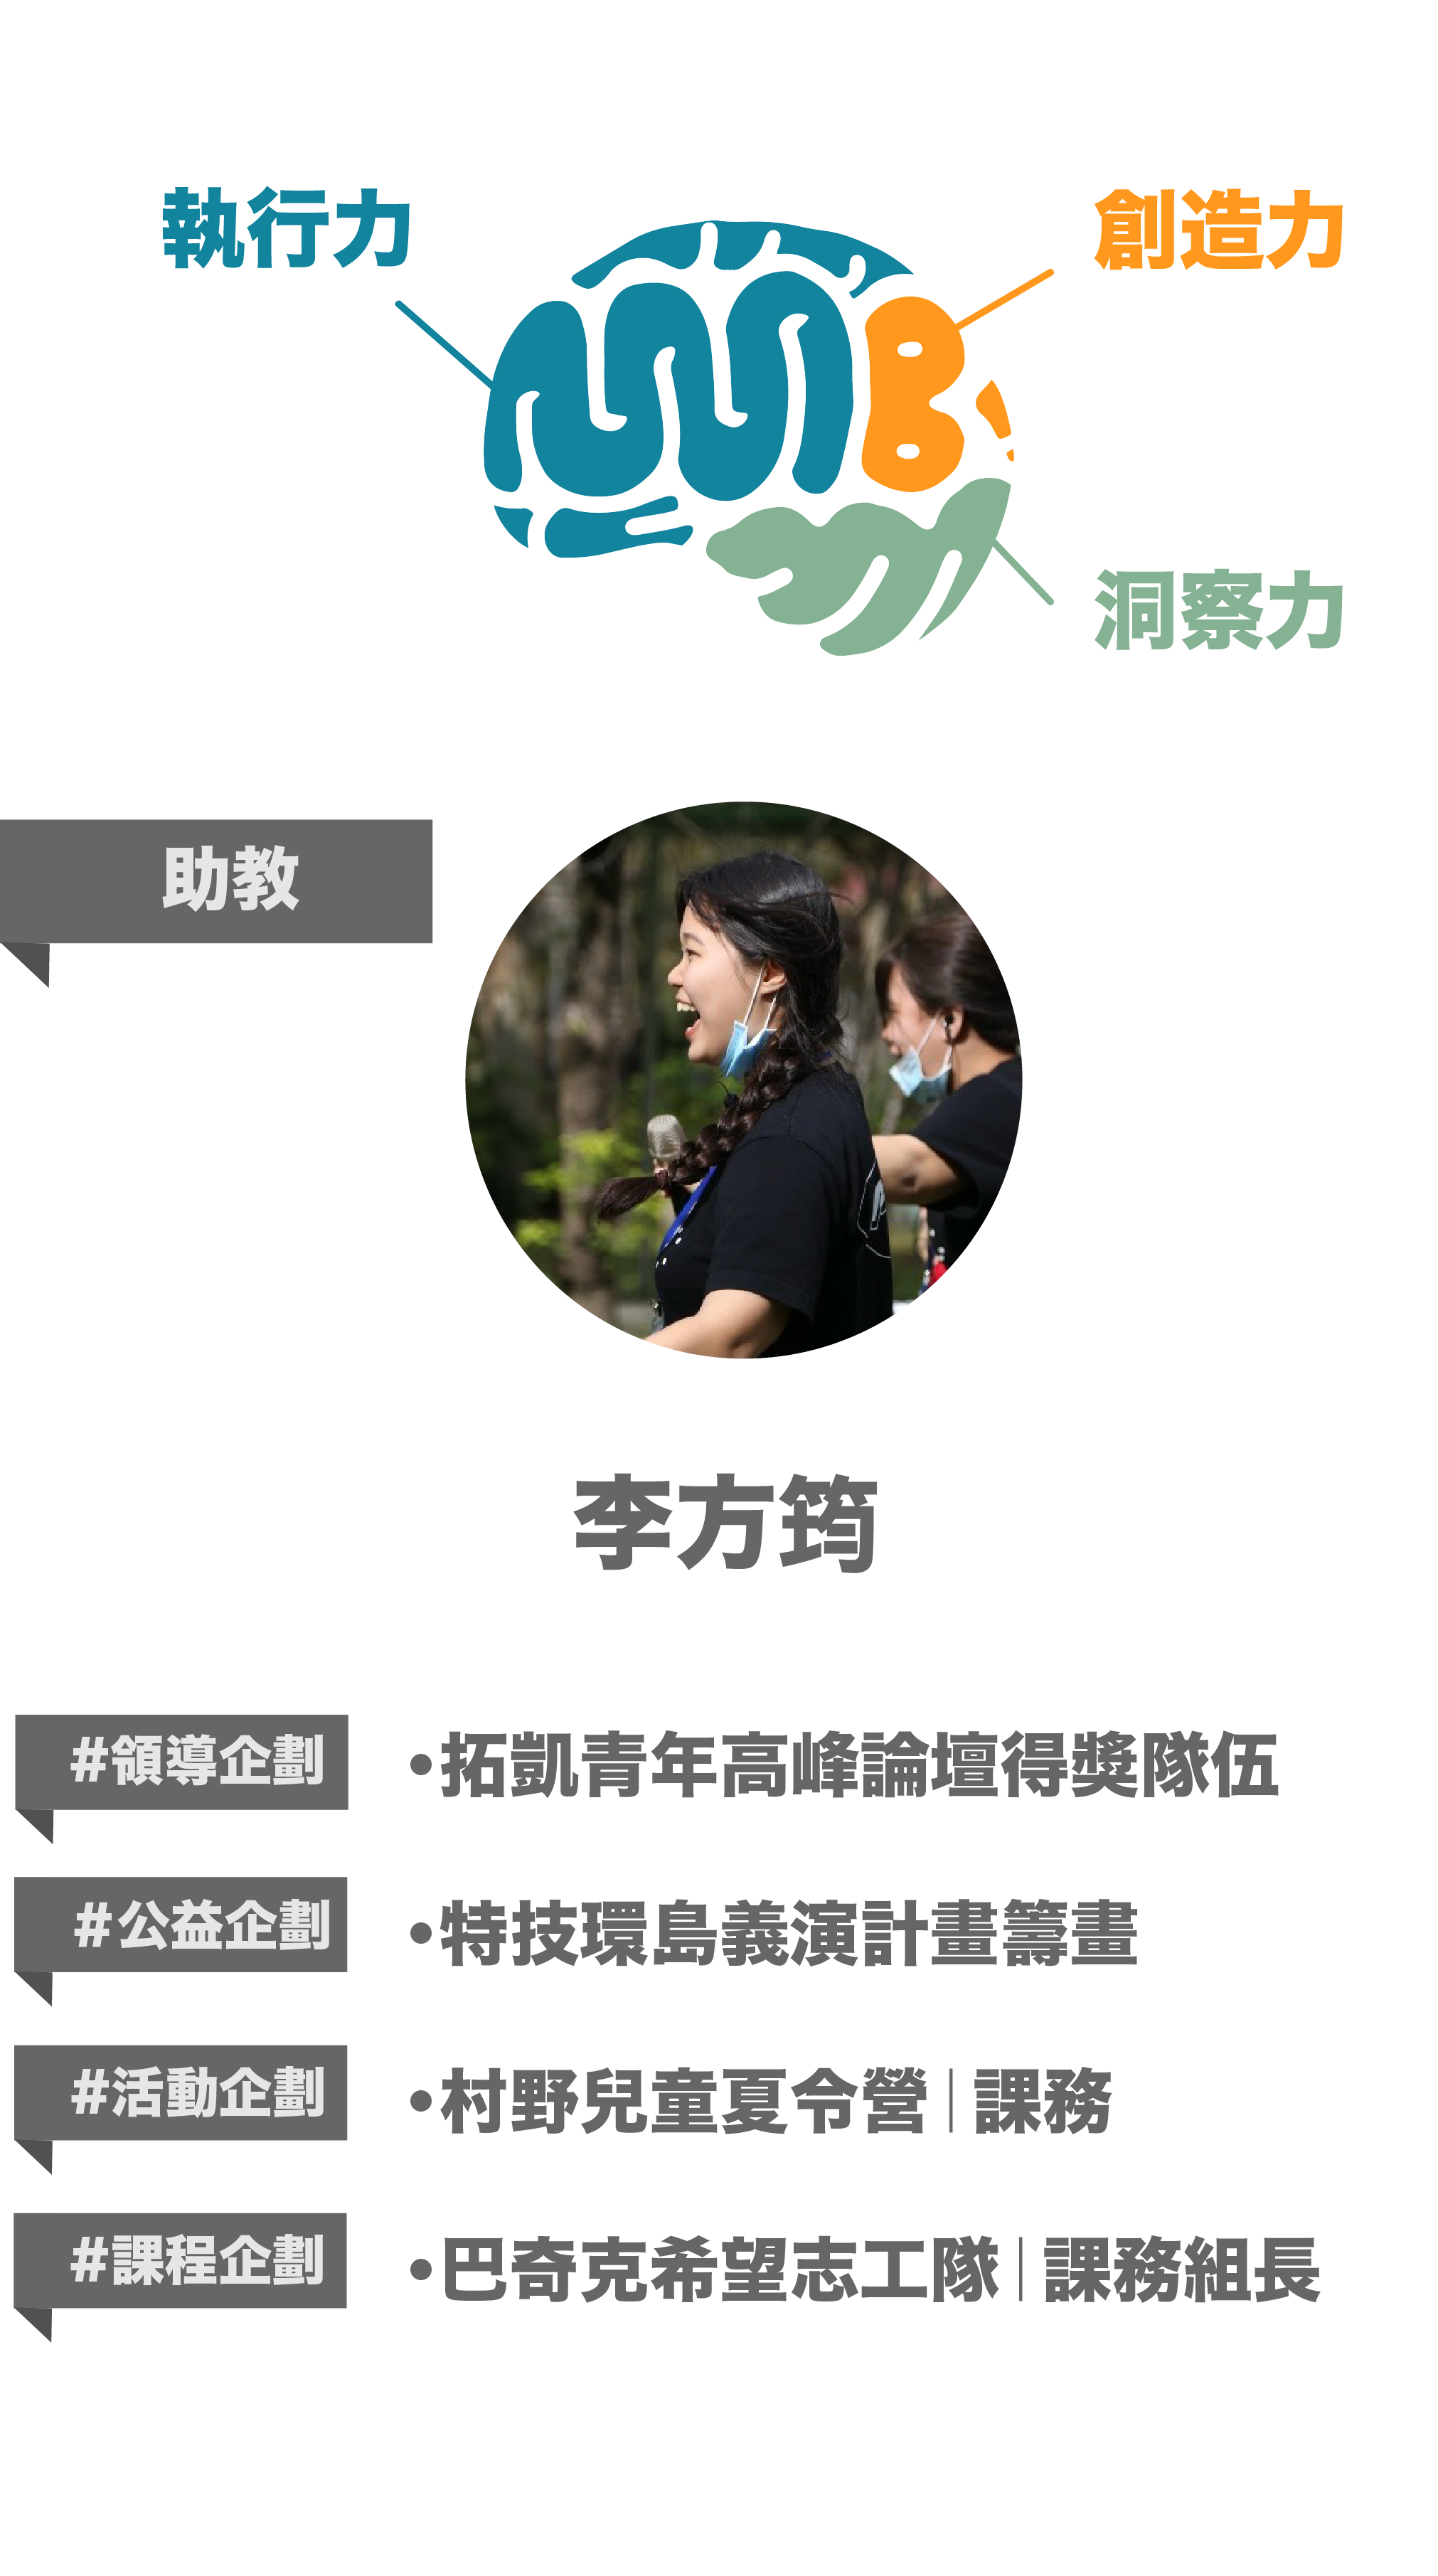 執行力
創造力
洞察力
助教
李方筠
#領導企劃
•拓凱青年高峰論壇得獎隊伍
#公益企劃
•特技環島義演計畫籌畫
#活動企劃
•村野兒童夏令營|課務
#課程企劃
•巴奇克希望志工隊|課務組長